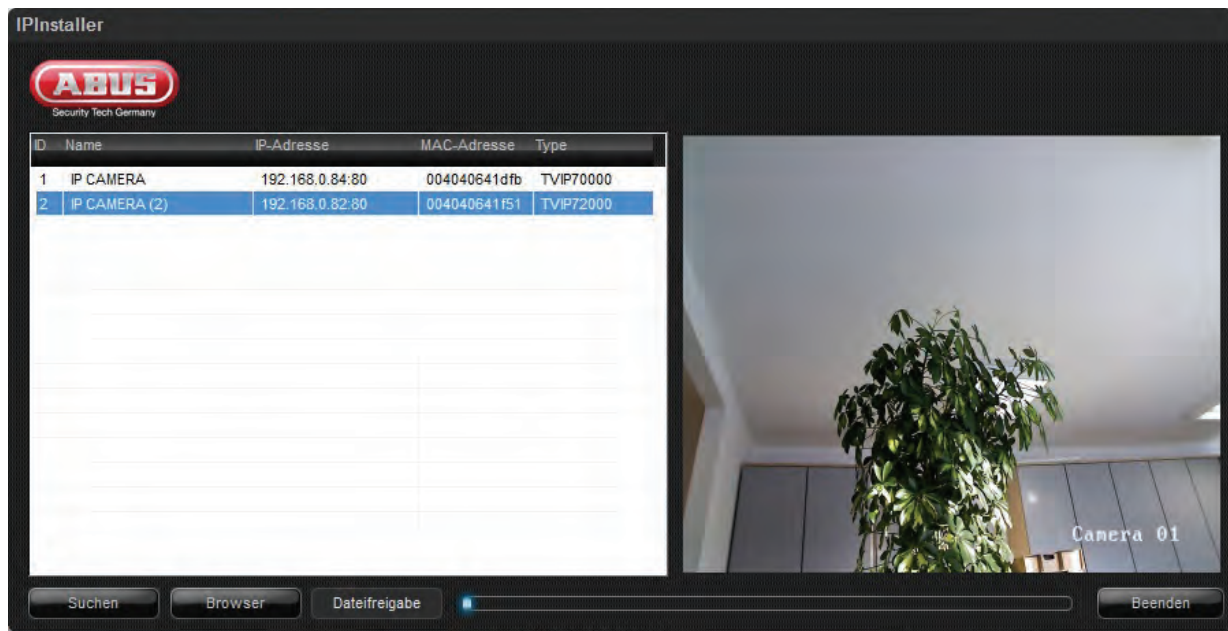 IPInstaller
ABUS
Security Tech Germany
ID Name IP-Adresse MAC-Adresse Type
1 IP CAMERA 192.168.0.84:80 004040641dfb TVIP70000
2 IP CAMERA (2) 192.168.0.82:80 004040641f51 TVIP72000
Camera 01
Suchen Browser Dateifreigabe Beenden